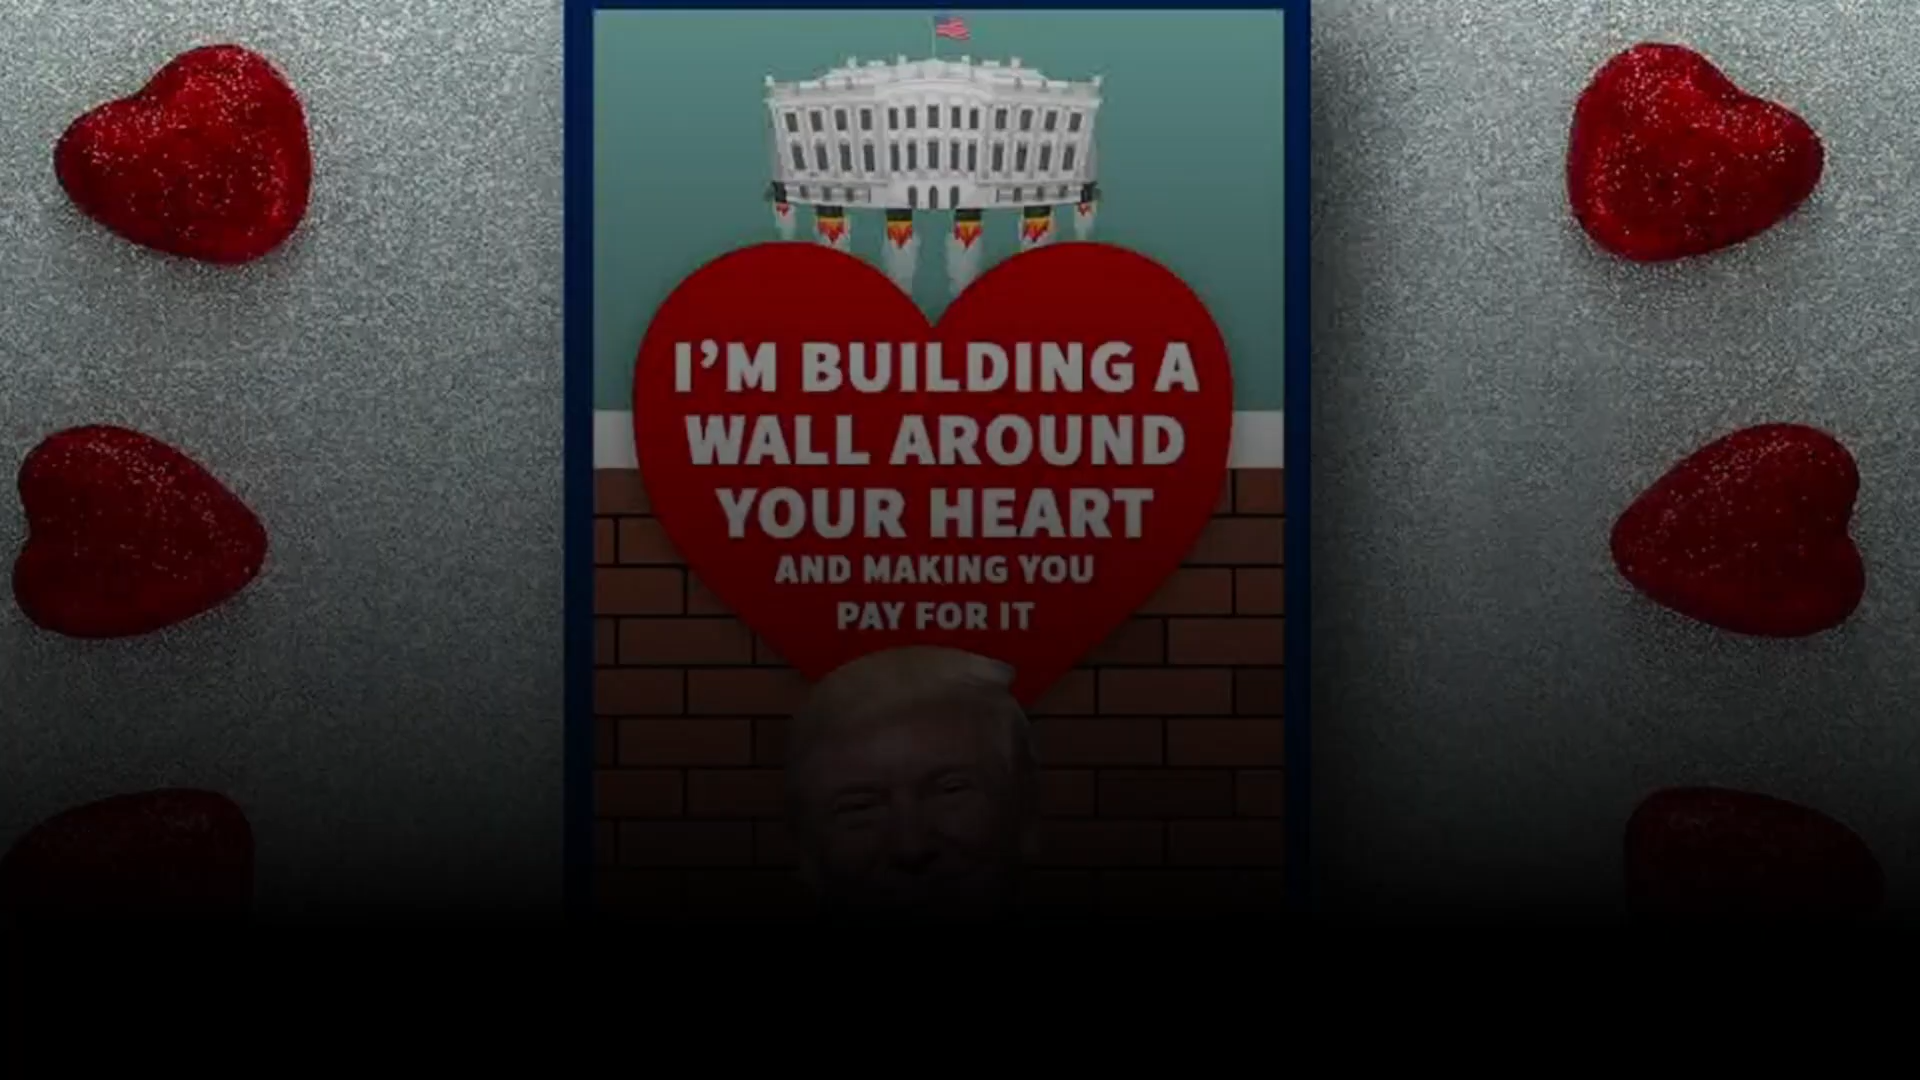 I'M BUILDING A
WALL AROUND
YOUR HEART
AND MAKING YOU
PAY FOR IT